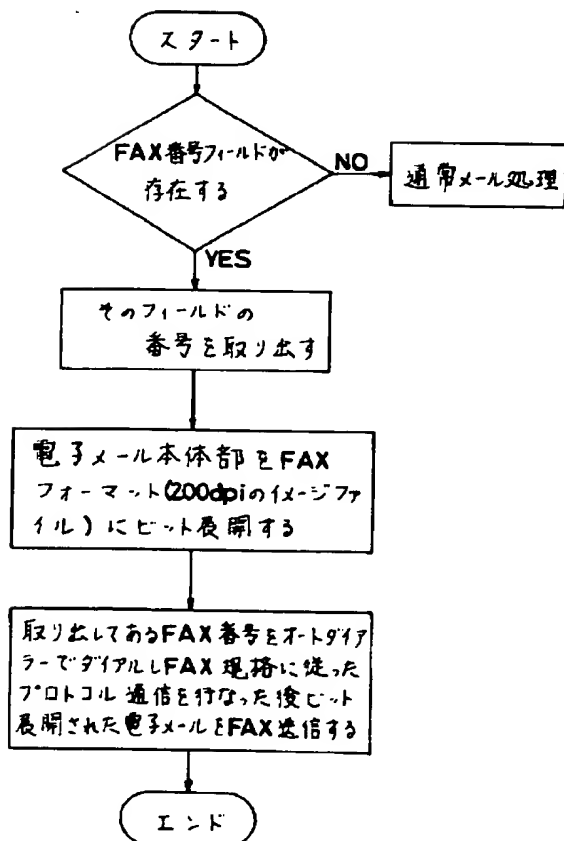 スタート
FAX番号フィールドが
存在する
NO
通常メール処理
YES
そのフィールドの
番号を取り出す
電子メール本体部をFAX
フォーマット(200dpiのイメージファ
イル)にビット展開する
取り出してあるFAX番号をオートダイア
ラーでダイアルしFAX規格に従った
プロトコル通信を行なった後ビット
展開された電子メールをFAX送信する
エンド